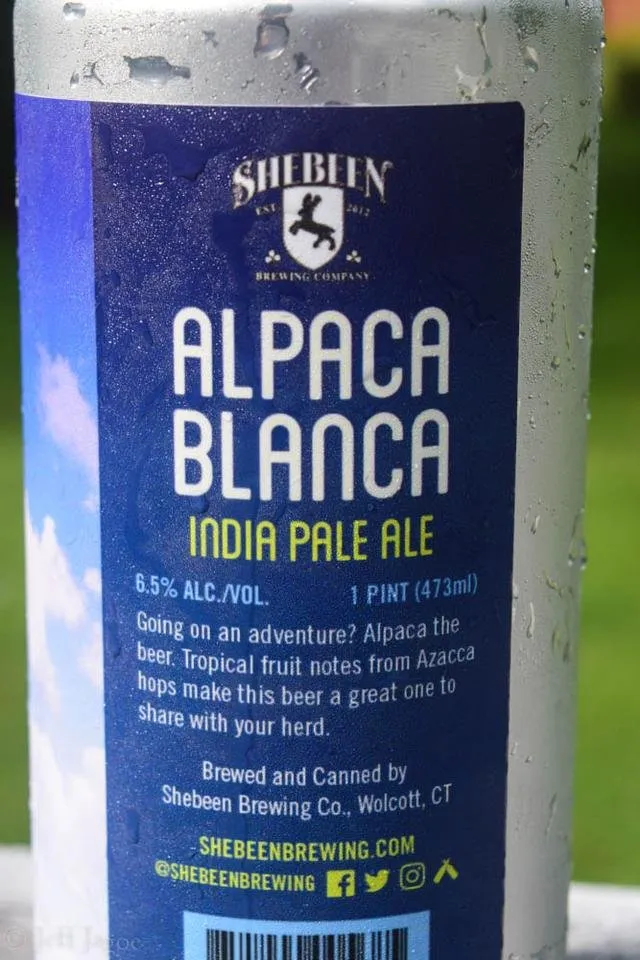 SHEBEEN
EST. 2012
BREWING COMPANY
ALPACA
BLANCA
INDIA PALE ALE
6.5% ALC./VOL. 1 PINT (473ml)
Going on an adventure? Alpaca the
beer. Tropical fruit notes from Azacca
hops make this beer a great one to
share with your herd.
Brewed and Canned by
Shebeen Brewing Co., Wolcott, CT
SHEBEENBREWING.COM
@SHEBEENBREWING
© Jeff Jagoe